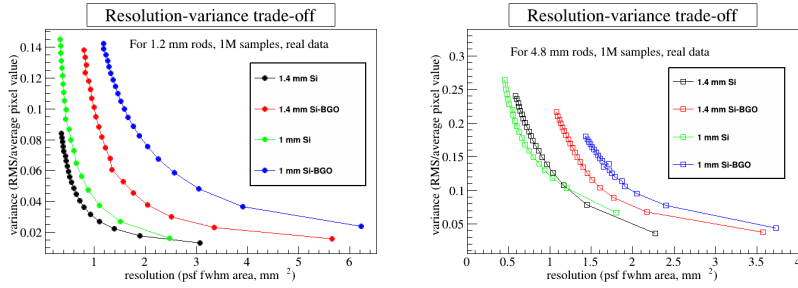 Resolution-variance trade-off
For 1.2 mm rods, 1M samples, real data
1.4 mm Si
1.4 mm Si-BGO
1 mm Si
1 mm Si-BGO
variance (RMS/average pixel value)
0.14
0.12
0.1
0.08
0.06
0.04
0.02
1 2 3 4 5 6
resolution (psf fwhm area, mm 2)
Resolution-variance trade-off
For 4.8 mm rods, 1M samples, real data
1.4 mm Si
1.4 mm Si-BGO
1 mm Si
1 mm Si-BGO
variance (RMS/average pixel value)
0.3
0.25
0.2
0.15
0.1
0.05
0 0.5 1 1.5 2 2.5 3 3.5 4
resolution (psf fwhm area, mm 2)